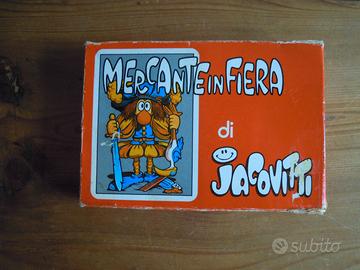 MERCANTE IN FIERA
di
JACOVITTI
subito